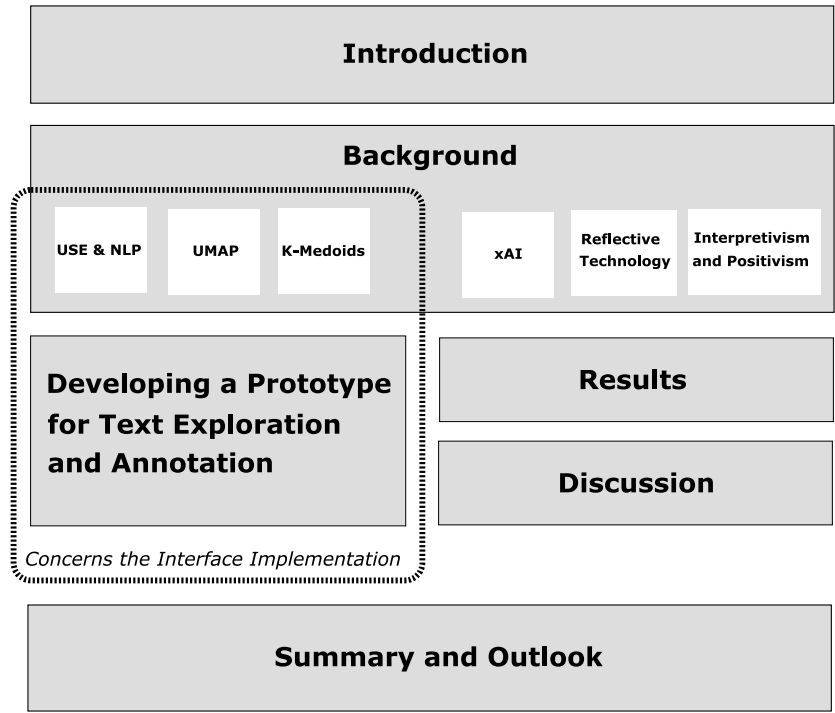 Introduction
Background
USE & NLP
UMAP
K-Medoids
xAI
Reflective
Technology
Interpretivism
and Positivism
Developing a Prototype
for Text Exploration
and Annotation
Concerns the Interface Implementation
Results
Discussion
Summary and Outlook